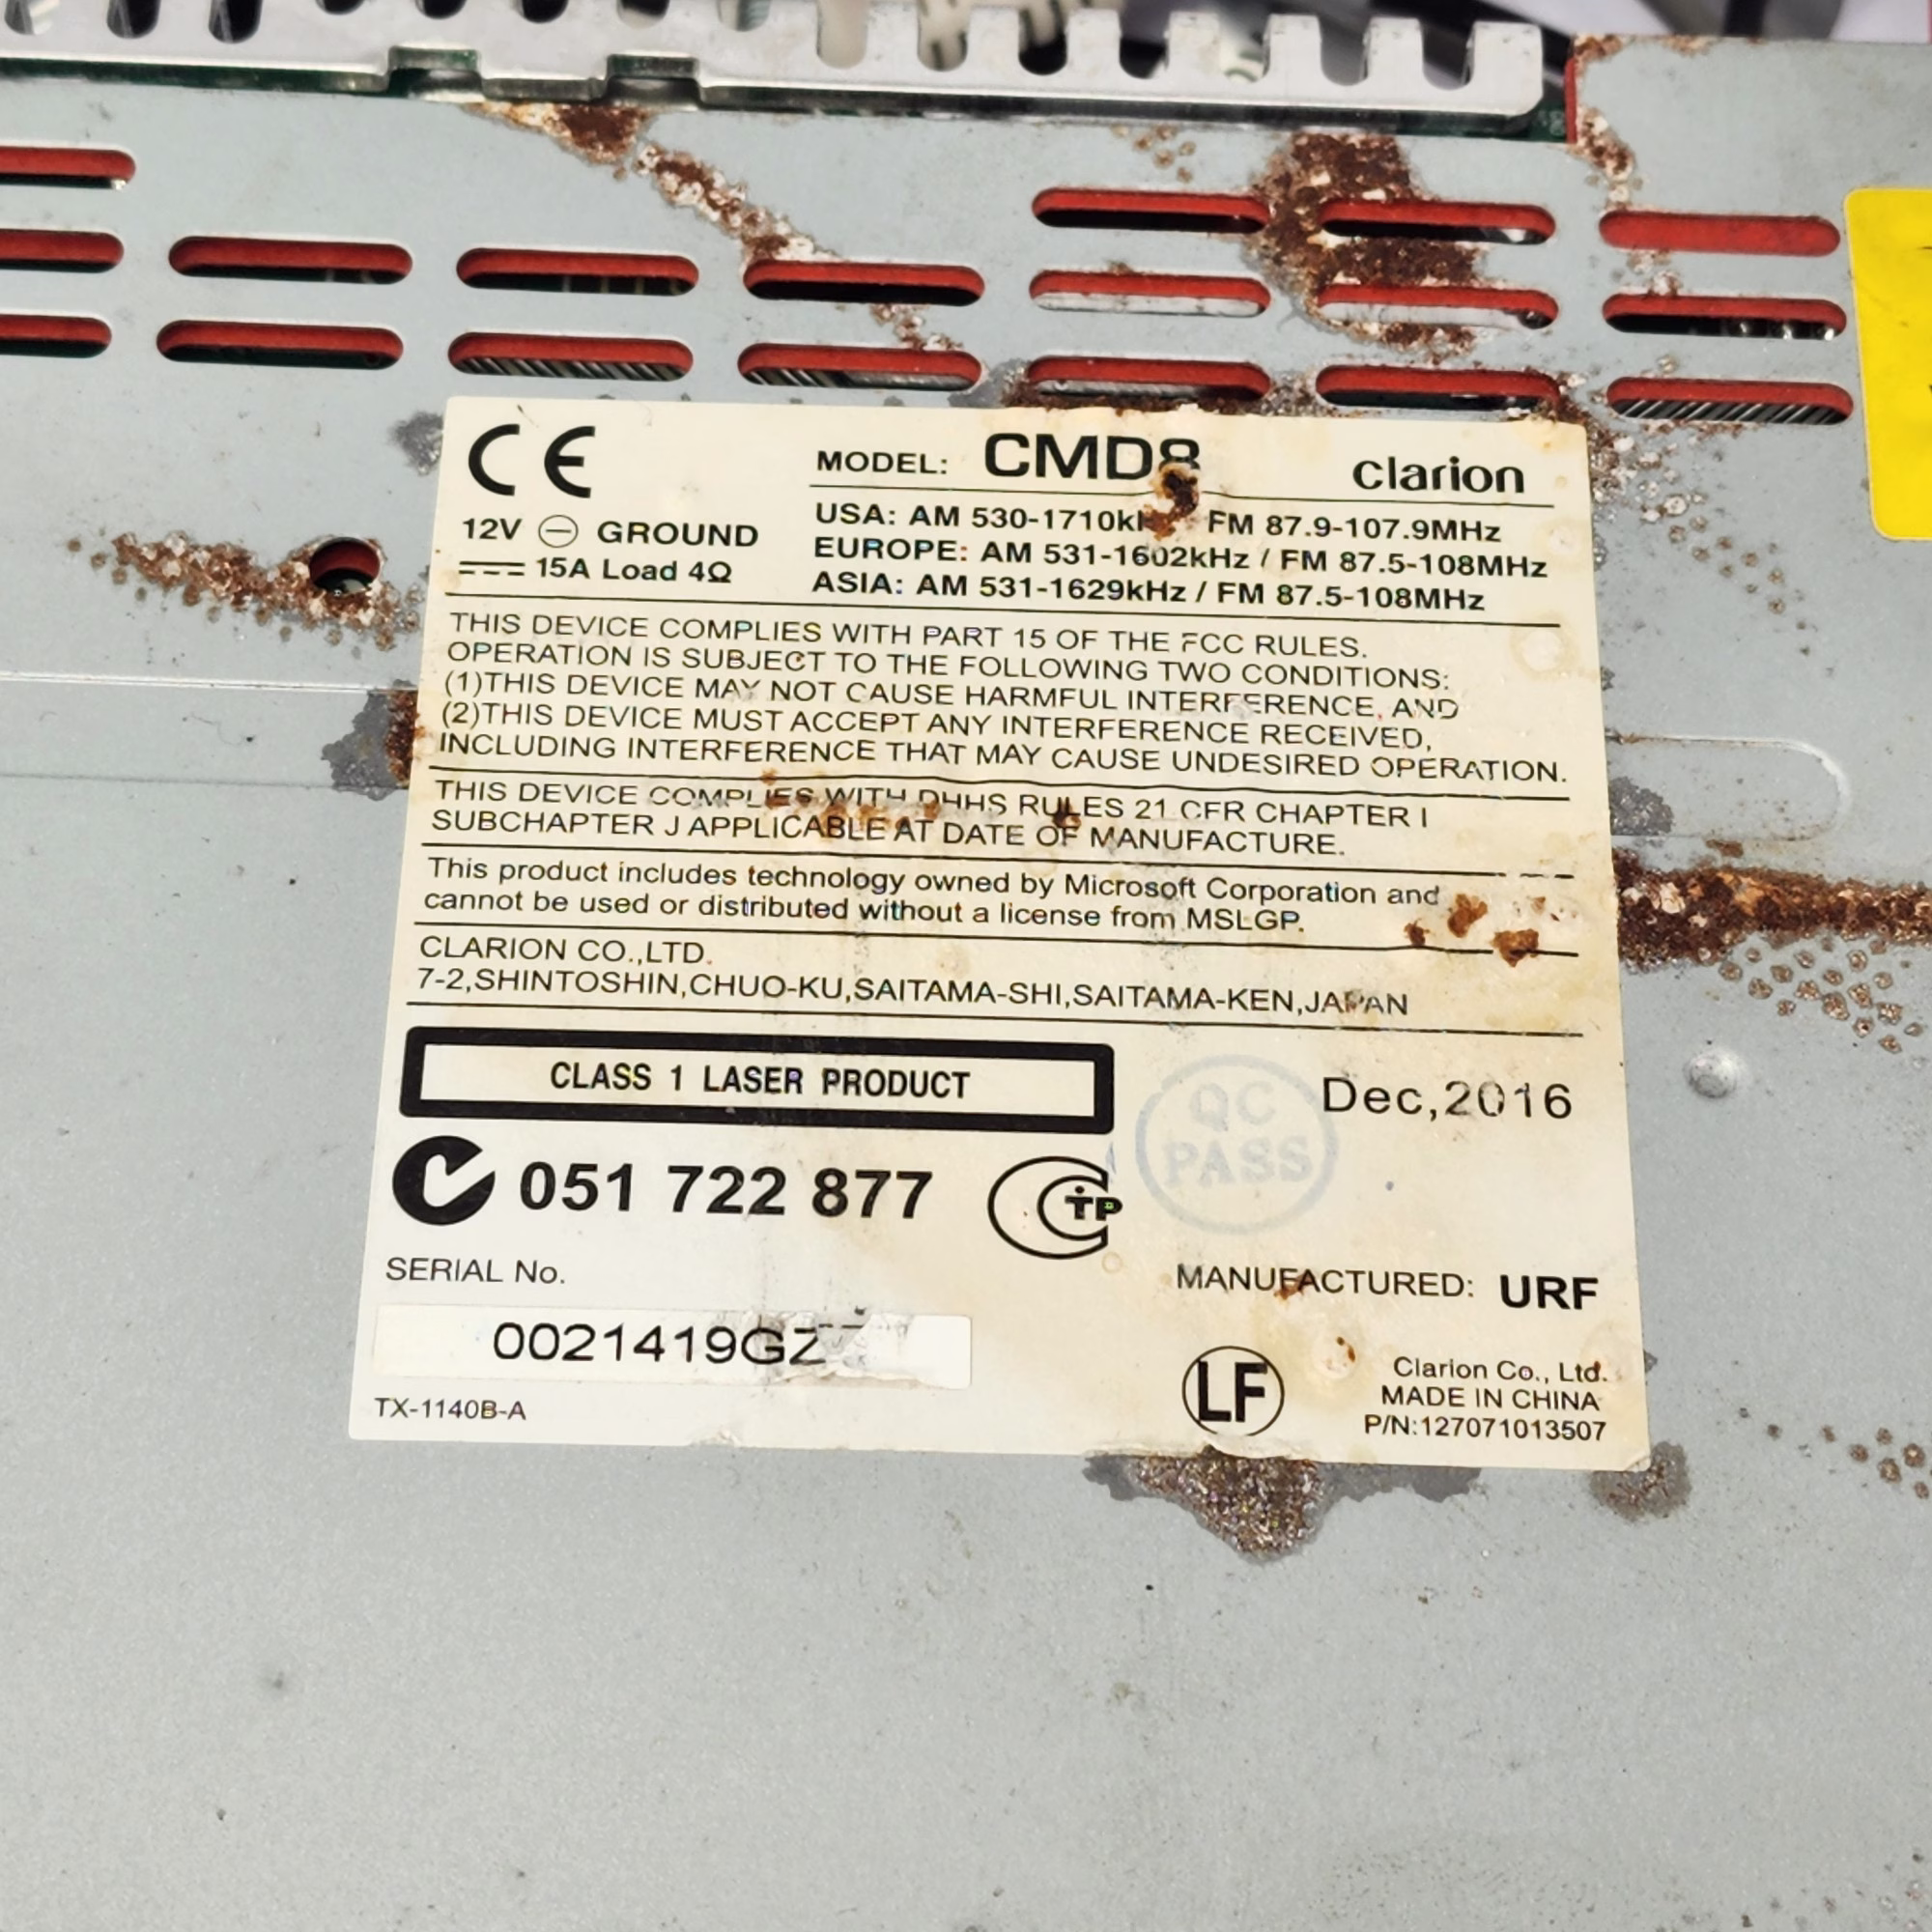 CE
MODEL: CMD8 clarion
12V ⊖ GROUND
15A Load 4Ω
USA: AM 530-1710k FM 87.9-107.9MHz
EUROPE: AM 531-1602kHz / FM 87.5-108MHz
ASIA: AM 531-1629kHz / FM 87.5-108MHz
THIS DEVICE COMPLIES WITH PART 15 OF THE FCC RULES.
OPERATION IS SUBJECT TO THE FOLLOWING TWO CONDITIONS:
(1)THIS DEVICE MAY NOT CAUSE HARMFUL INTERFERENCE, AND
(2)THIS DEVICE MUST ACCEPT ANY INTERFERENCE RECEIVED,
INCLUDING INTERFERENCE THAT MAY CAUSE UNDESIRED OPERATION.
THIS DEVICE COMPLIES WITH DHHS RULES 21 CFR CHAPTER I
SUBCHAPTER J APPLICABLE AT DATE OF MANUFACTURE.
This product includes technology owned by Microsoft Corporation and
cannot be used or distributed without a license from MSLGP.
CLARION CO.,LTD.
7-2,SHINTOSHIN,CHUO-KU,SAITAMA-SHI,SAITAMA-KEN,JAPAN
CLASS 1 LASER PRODUCT
QC
PASS
Dec,2016
051 722 877
CTP
SERIAL No.
MANUFACTURED: URF
0021419GZ
LF
Clarion Co., Ltd.
MADE IN CHINA
P/N:127071013507
TX-1140B-A